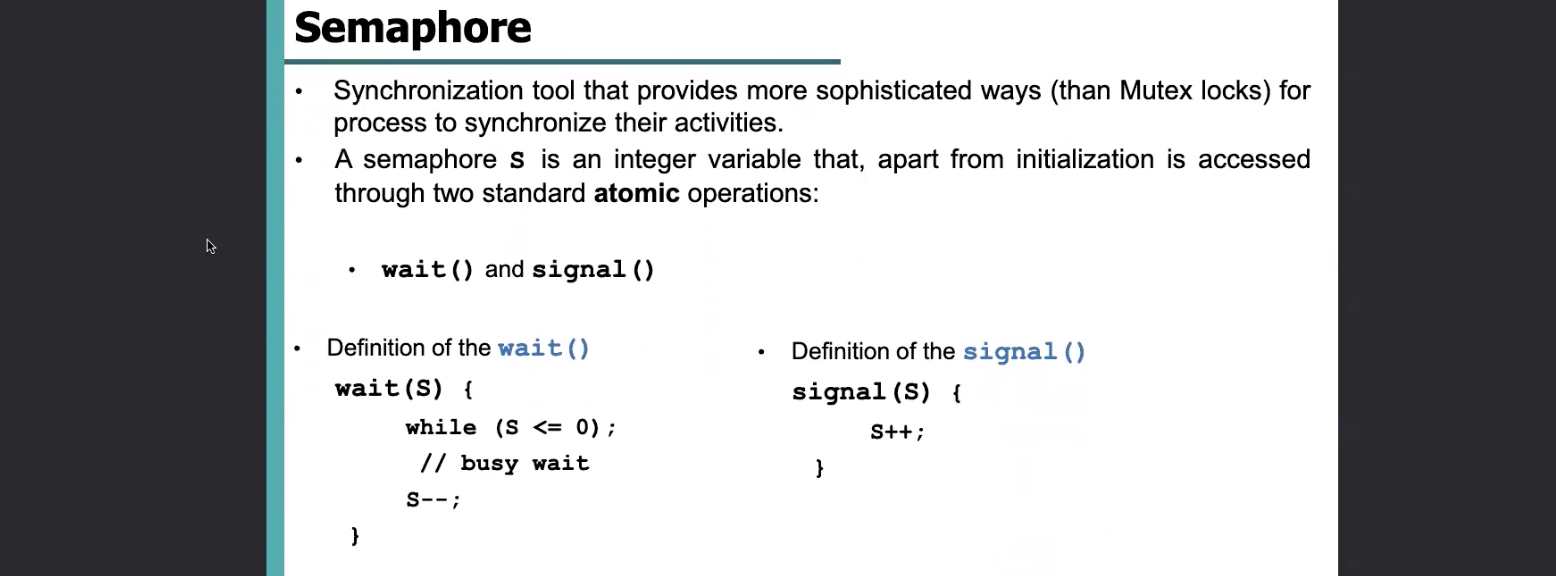 Semaphore
• Synchronization tool that provides more sophisticated ways (than Mutex locks) for
process to synchronize their activities.
• A semaphore S is an integer variable that, apart from initialization is accessed
through two standard atomic operations:
• wait() and signal()
• Definition of the wait()
wait(S) {
while (S <= 0);
// busy wait
S--;
}
• Definition of the signal()
signal(S) {
S++;
}